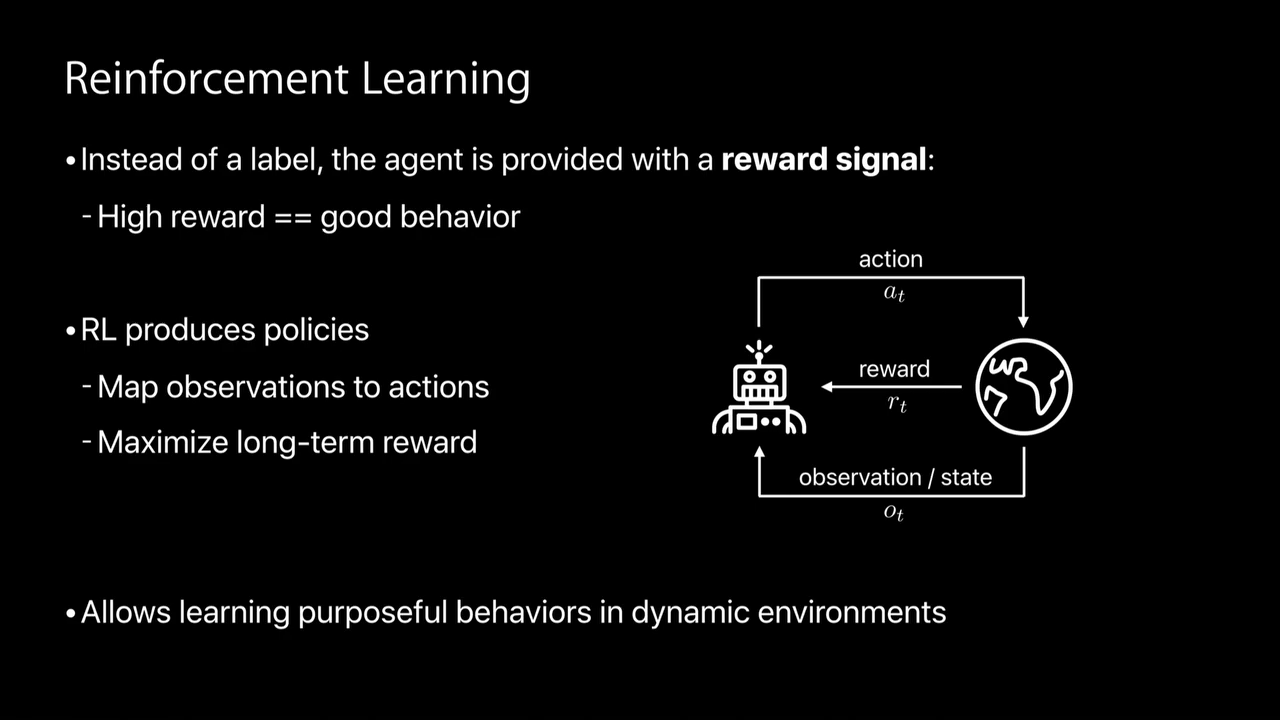 Reinforcement Learning
•Instead of a label, the agent is provided with a reward signal:
-High reward == good behavior
•RL produces policies
-Map observations to actions
-Maximize long-term reward
action
a_t
reward
r_t
observation / state
o_t
•Allows learning purposeful behaviors in dynamic environments